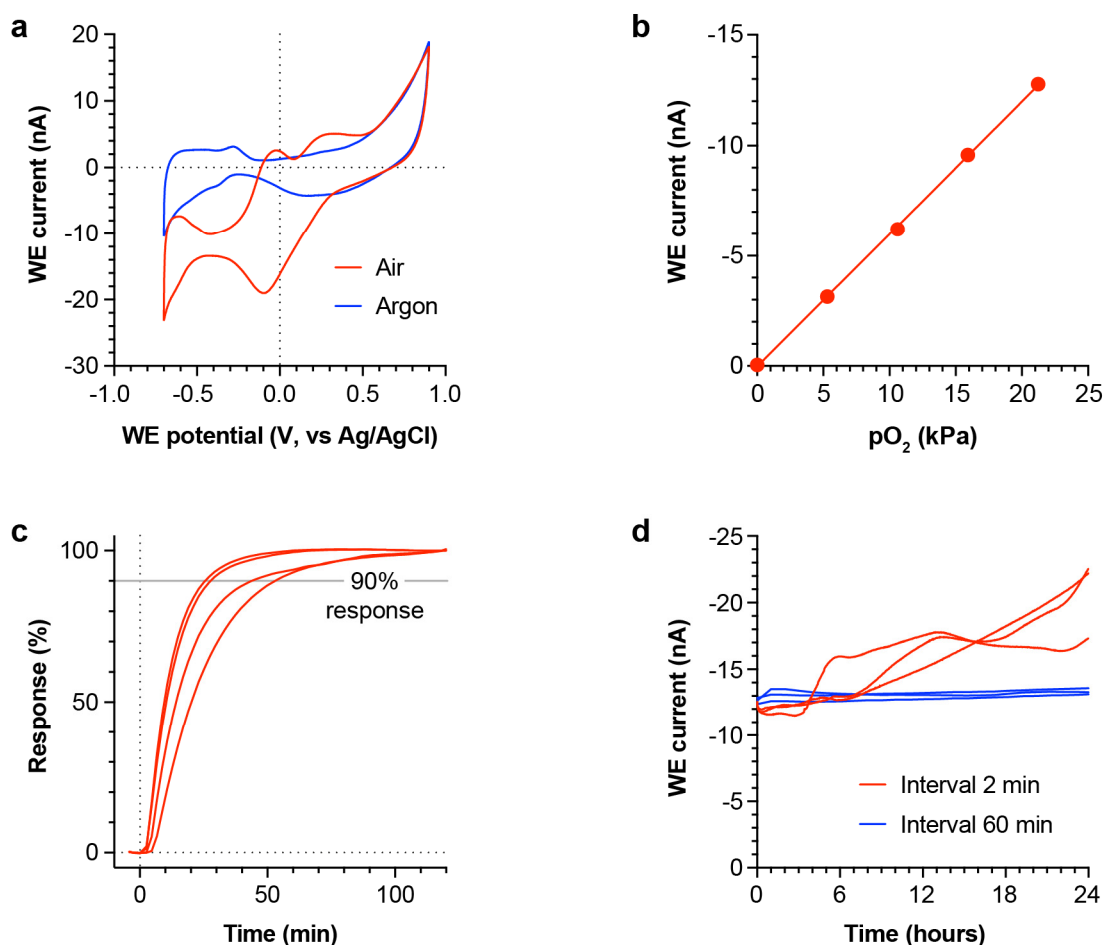 a
WE current (nA)
20
10
0
-10
-20
-30
-1.0 -0.5 0.0 0.5 1.0
Air
Argon
WE potential (V, vs Ag/AgCl)
b
WE current (nA)
-15
-10
-5
0
0 5 10 15 20 25
pO₂ (kPa)
c
Response (%)
100
50
0
90%
response
0 50 100
Time (min)
d
WE current (nA)
-25
-20
-15
-10
-5
0
Interval 2 min
Interval 60 min
0 6 12 18 24
Time (hours)